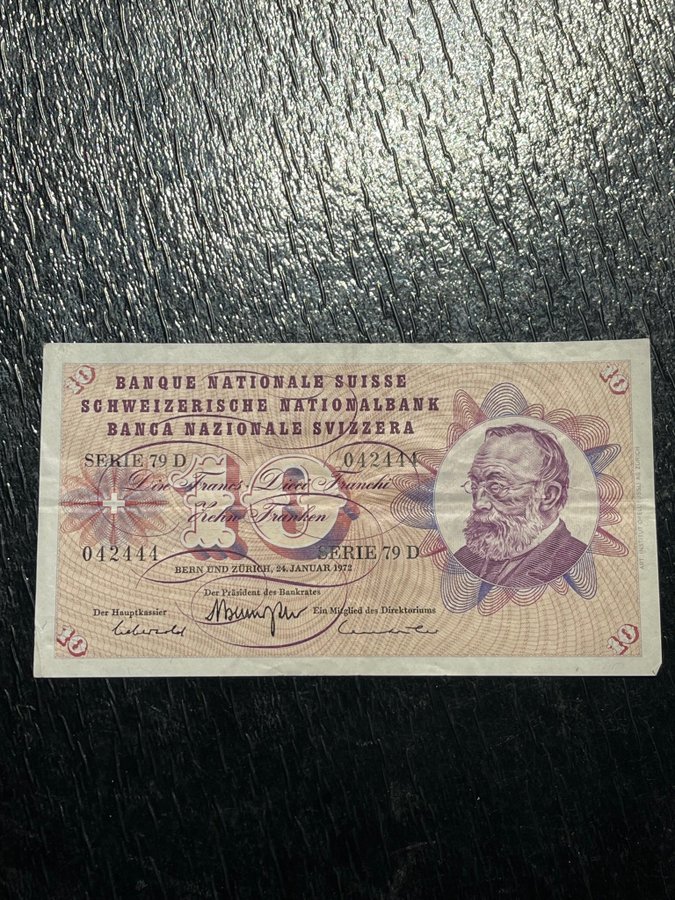 10
10
BANQUE NATIONALE SUISSE
SCHWEIZERISCHE NATIONALBANK
BANCA NAZIONALE SVIZZERA
SERIE 79 D 042444
10
Dix Francs · Dieci Franchi
Zehn Franken
042444 SERIE 79 D
BERN UND ZÜRICH, 24. JANUAR 1972
Der Präsident des Bankrates
Der Hauptkassier Ein Mitglied des Direktoriums
10
10